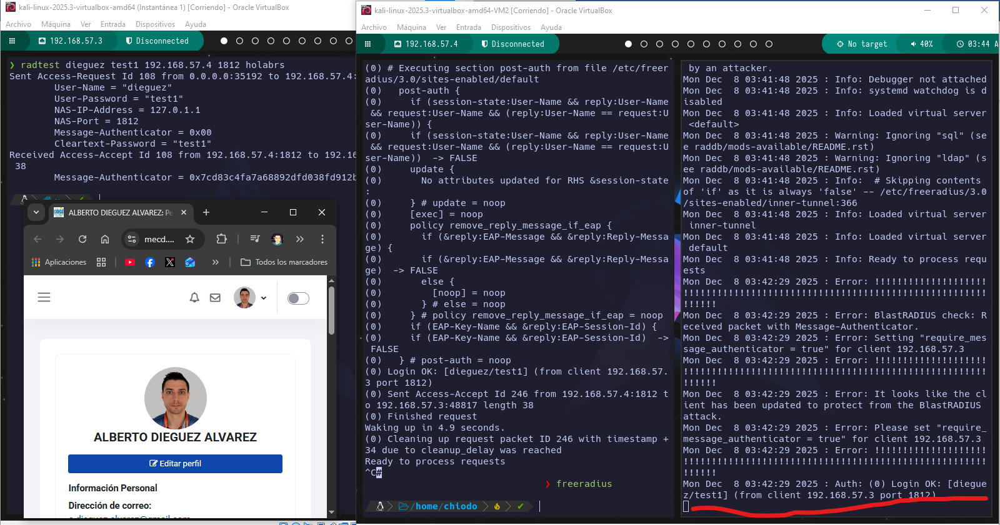 kali-linux-2025.3-virtualbox-amd64 (Instantánea 1) [Corriendo] - Oracle VirtualBox
Archivo Máquina Ver Entrada Dispositivos Ayuda
192.168.57.3 Disconnected
❯ radtest dieguez test1 192.168.57.4 1812 holabrs
Sent Access-Request Id 108 from 0.0.0.0:35192 to 192.168.57.4:
User-Name = "dieguez"
User-Password = "test1"
NAS-IP-Address = 127.0.1.1
NAS-Port = 1812
Message-Authenticator = 0x00
Cleartext-Password = "test1"
Received Access-Accept Id 108 from 192.168.57.4:1812 to 192.16
38
Message-Authenticator = 0x7cd83c4fa7a68892dfd038fd912b
ALBERTO DIEGUEZ ALVAREZ: Pe
mecd....
Aplicaciones
Todos los marcadores
ALBERTO DIEGUEZ ALVAREZ
Editar perfil
Información Personal
Dirección de correo:
kali-linux-2025.3-virtualbox-amd64-VM2 [Corriendo] - Oracle VirtualBox
Archivo Máquina Ver Entrada Dispositivos Ayuda
192.168.57.4 Disconnected No target 40% 03:44 A
(0) # Executing section post-auth from file /etc/freer
adius/3.0/sites-enabled/default
(0)   post-auth {
(0)     if (session-state:User-Name && reply:User-Name
&& request:User-Name && (reply:User-Name == request:U
ser-Name)) {
(0)     if (session-state:User-Name && reply:User-Name
&& request:User-Name && (reply:User-Name == request:U
ser-Name))  -> FALSE
(0)     update {
(0)       No attributes updated for RHS &session-state
:
(0)     } # update = noop
(0)     [exec] = noop
(0)     policy remove_reply_message_if_eap {
(0)       if (&reply:EAP-Message && &reply:Reply-Messa
ge) {
(0)       if (&reply:EAP-Message && &reply:Reply-Messa
ge)  -> FALSE
(0)       else {
(0)         [noop] = noop
(0)       } # else = noop
(0)     } # policy remove_reply_message_if_eap = noop
(0)     if (EAP-Key-Name && &reply:EAP-Session-Id) {
(0)     if (EAP-Key-Name && &reply:EAP-Session-Id)  ->
FALSE
(0)   } # post-auth = noop
(0) Login OK: [dieguez/test1] (from client 192.168.57.
3 port 1812)
(0) Sent Access-Accept Id 246 from 192.168.57.4:1812 t
o 192.168.57.3:48817 length 38
(0) Finished request
Waking up in 4.9 seconds.
(0) Cleaning up request packet ID 246 with timestamp +
34 due to cleanup_delay was reached
Ready to process requests
^C#
❯ freeradius
/home/chiodo
by an attacker.
Mon Dec  8 03:41:48 2025 : Info: Debugger not attached
Mon Dec  8 03:41:48 2025 : Info: systemd watchdog is d
isabled
Mon Dec  8 03:41:48 2025 : Info: Loaded virtual server
<default>
Mon Dec  8 03:41:48 2025 : Warning: Ignoring "sql" (se
e raddb/mods-available/README.rst)
Mon Dec  8 03:41:48 2025 : Warning: Ignoring "ldap" (s
ee raddb/mods-available/README.rst)
Mon Dec  8 03:41:48 2025 : Info:  # Skipping contents
of 'if' as it is always 'false' -- /etc/freeradius/3.0
/sites-enabled/inner-tunnel:366
Mon Dec  8 03:41:48 2025 : Info: Loaded virtual server
inner-tunnel
Mon Dec  8 03:41:48 2025 : Info: Loaded virtual server
default
Mon Dec  8 03:41:48 2025 : Info: Ready to process requ
ests
Mon Dec  8 03:42:29 2025 : Error: !!!!!!!!!!!!!!!!!!!!
!!!!!!!!!!!!!!!!!!!!!!!!!!!!!!!!!!!!!!!!!!!!!!!!!!!!!!
!!!!!!
Mon Dec  8 03:42:29 2025 : Error: BlastRADIUS check: R
eceived packet with Message-Authenticator.
Mon Dec  8 03:42:29 2025 : Error: Setting "require_mes
sage_authenticator = true" for client 192.168.57.3
Mon Dec  8 03:42:29 2025 : Error: !!!!!!!!!!!!!!!!!!!!
!!!!!!!!!!!!!!!!!!!!!!!!!!!!!!!!!!!!!!!!!!!!!!!!!!!!!!
!!!!!!
Mon Dec  8 03:42:29 2025 : Error: It looks like the cl
ient has been updated to protect from the BlastRADIUS
attack.
Mon Dec  8 03:42:29 2025 : Error: Please set "require_
message_authenticator = true" for client 192.168.57.3
Mon Dec  8 03:42:29 2025 : Error: !!!!!!!!!!!!!!!!!!!!
!!!!!!!!!!!!!!!!!!!!!!!!!!!!!!!!!!!!!!!!!!!!!!!!!!!!!!
!!!!!!
Mon Dec  8 03:42:29 2025 : Auth: (0) Login OK: [diegue
z/test1] (from client 192.168.57.3 port 1812)